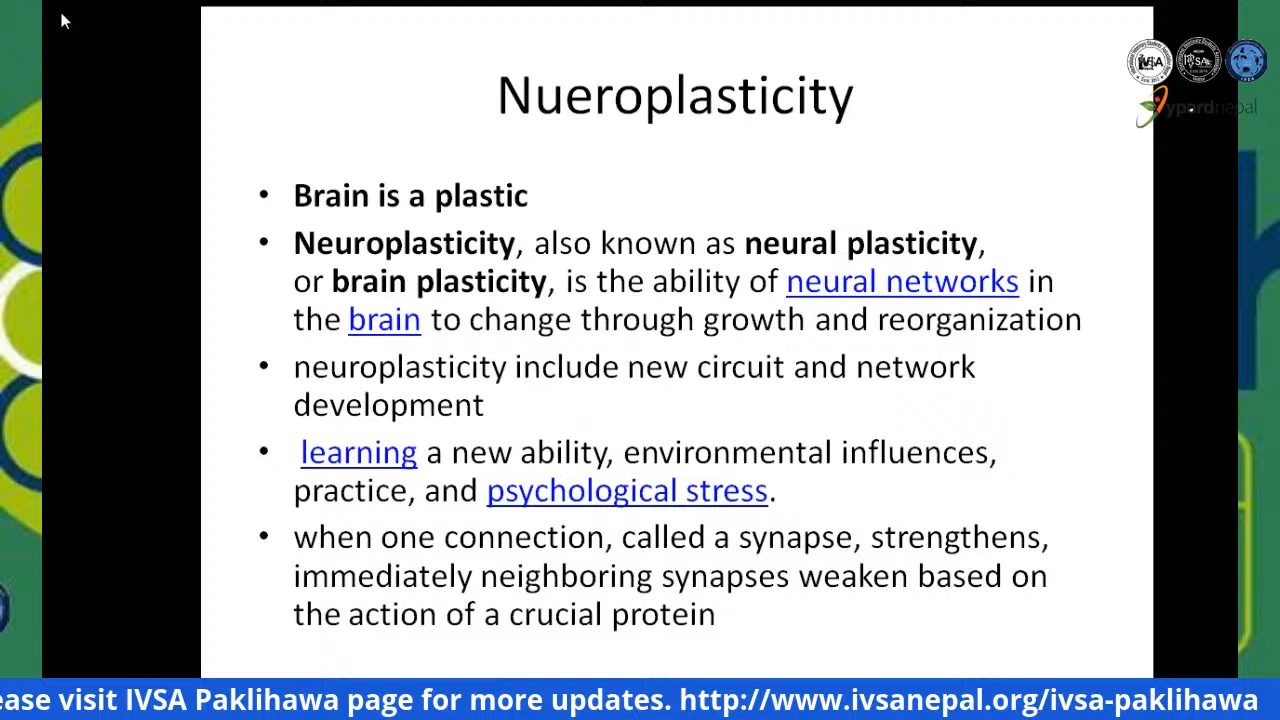 Nueroplasticity
• Brain is a plastic
• Neuroplasticity, also known as neural plasticity,
or brain plasticity, is the ability of neural networks in
the brain to change through growth and reorganization
• neuroplasticity include new circuit and network
development
• learning a new ability, environmental influences,
practice, and psychological stress.
• when one connection, called a synapse, strengthens,
immediately neighboring synapses weaken based on
the action of a crucial protein
IVSA
ypardnepal
ease visit IVSA Paklihawa page for more updates. http://www.ivsanepal.org/ivsa-paklihawa